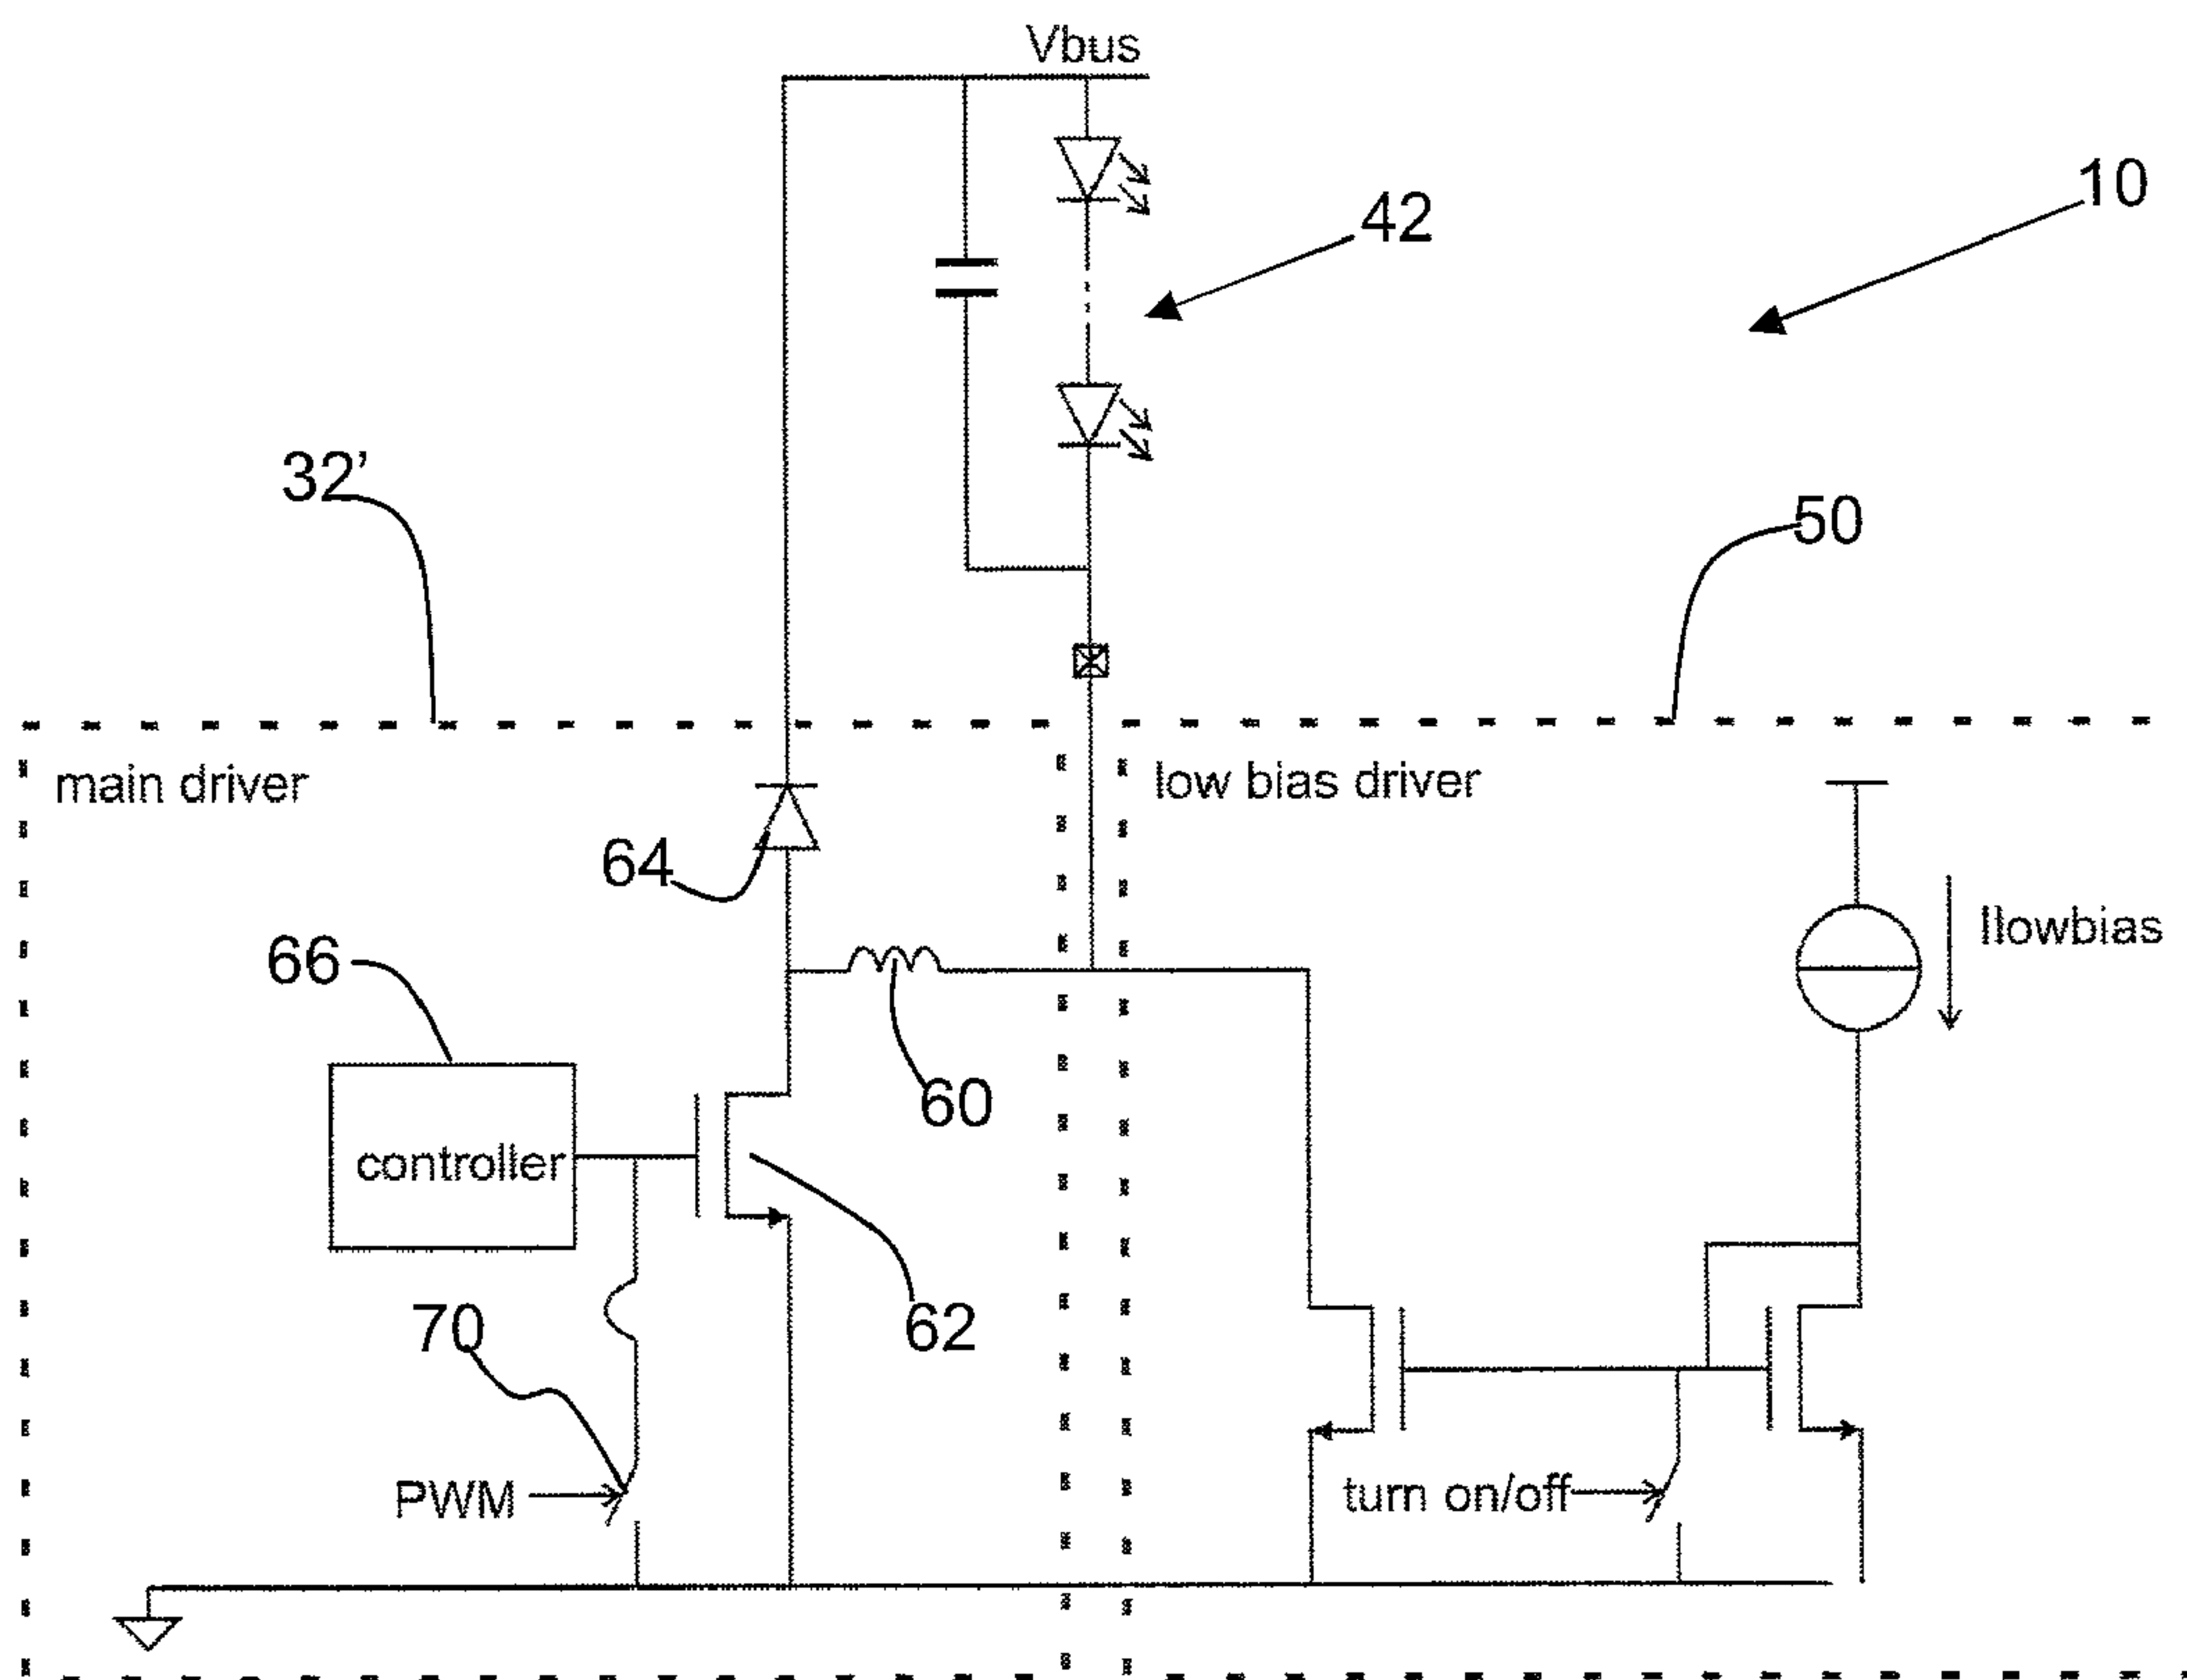 Vbus
10
42
32’
50
main driver
low bias driver
64
Ilowbias
66
60
controller
70
62
PWM
turn on/off